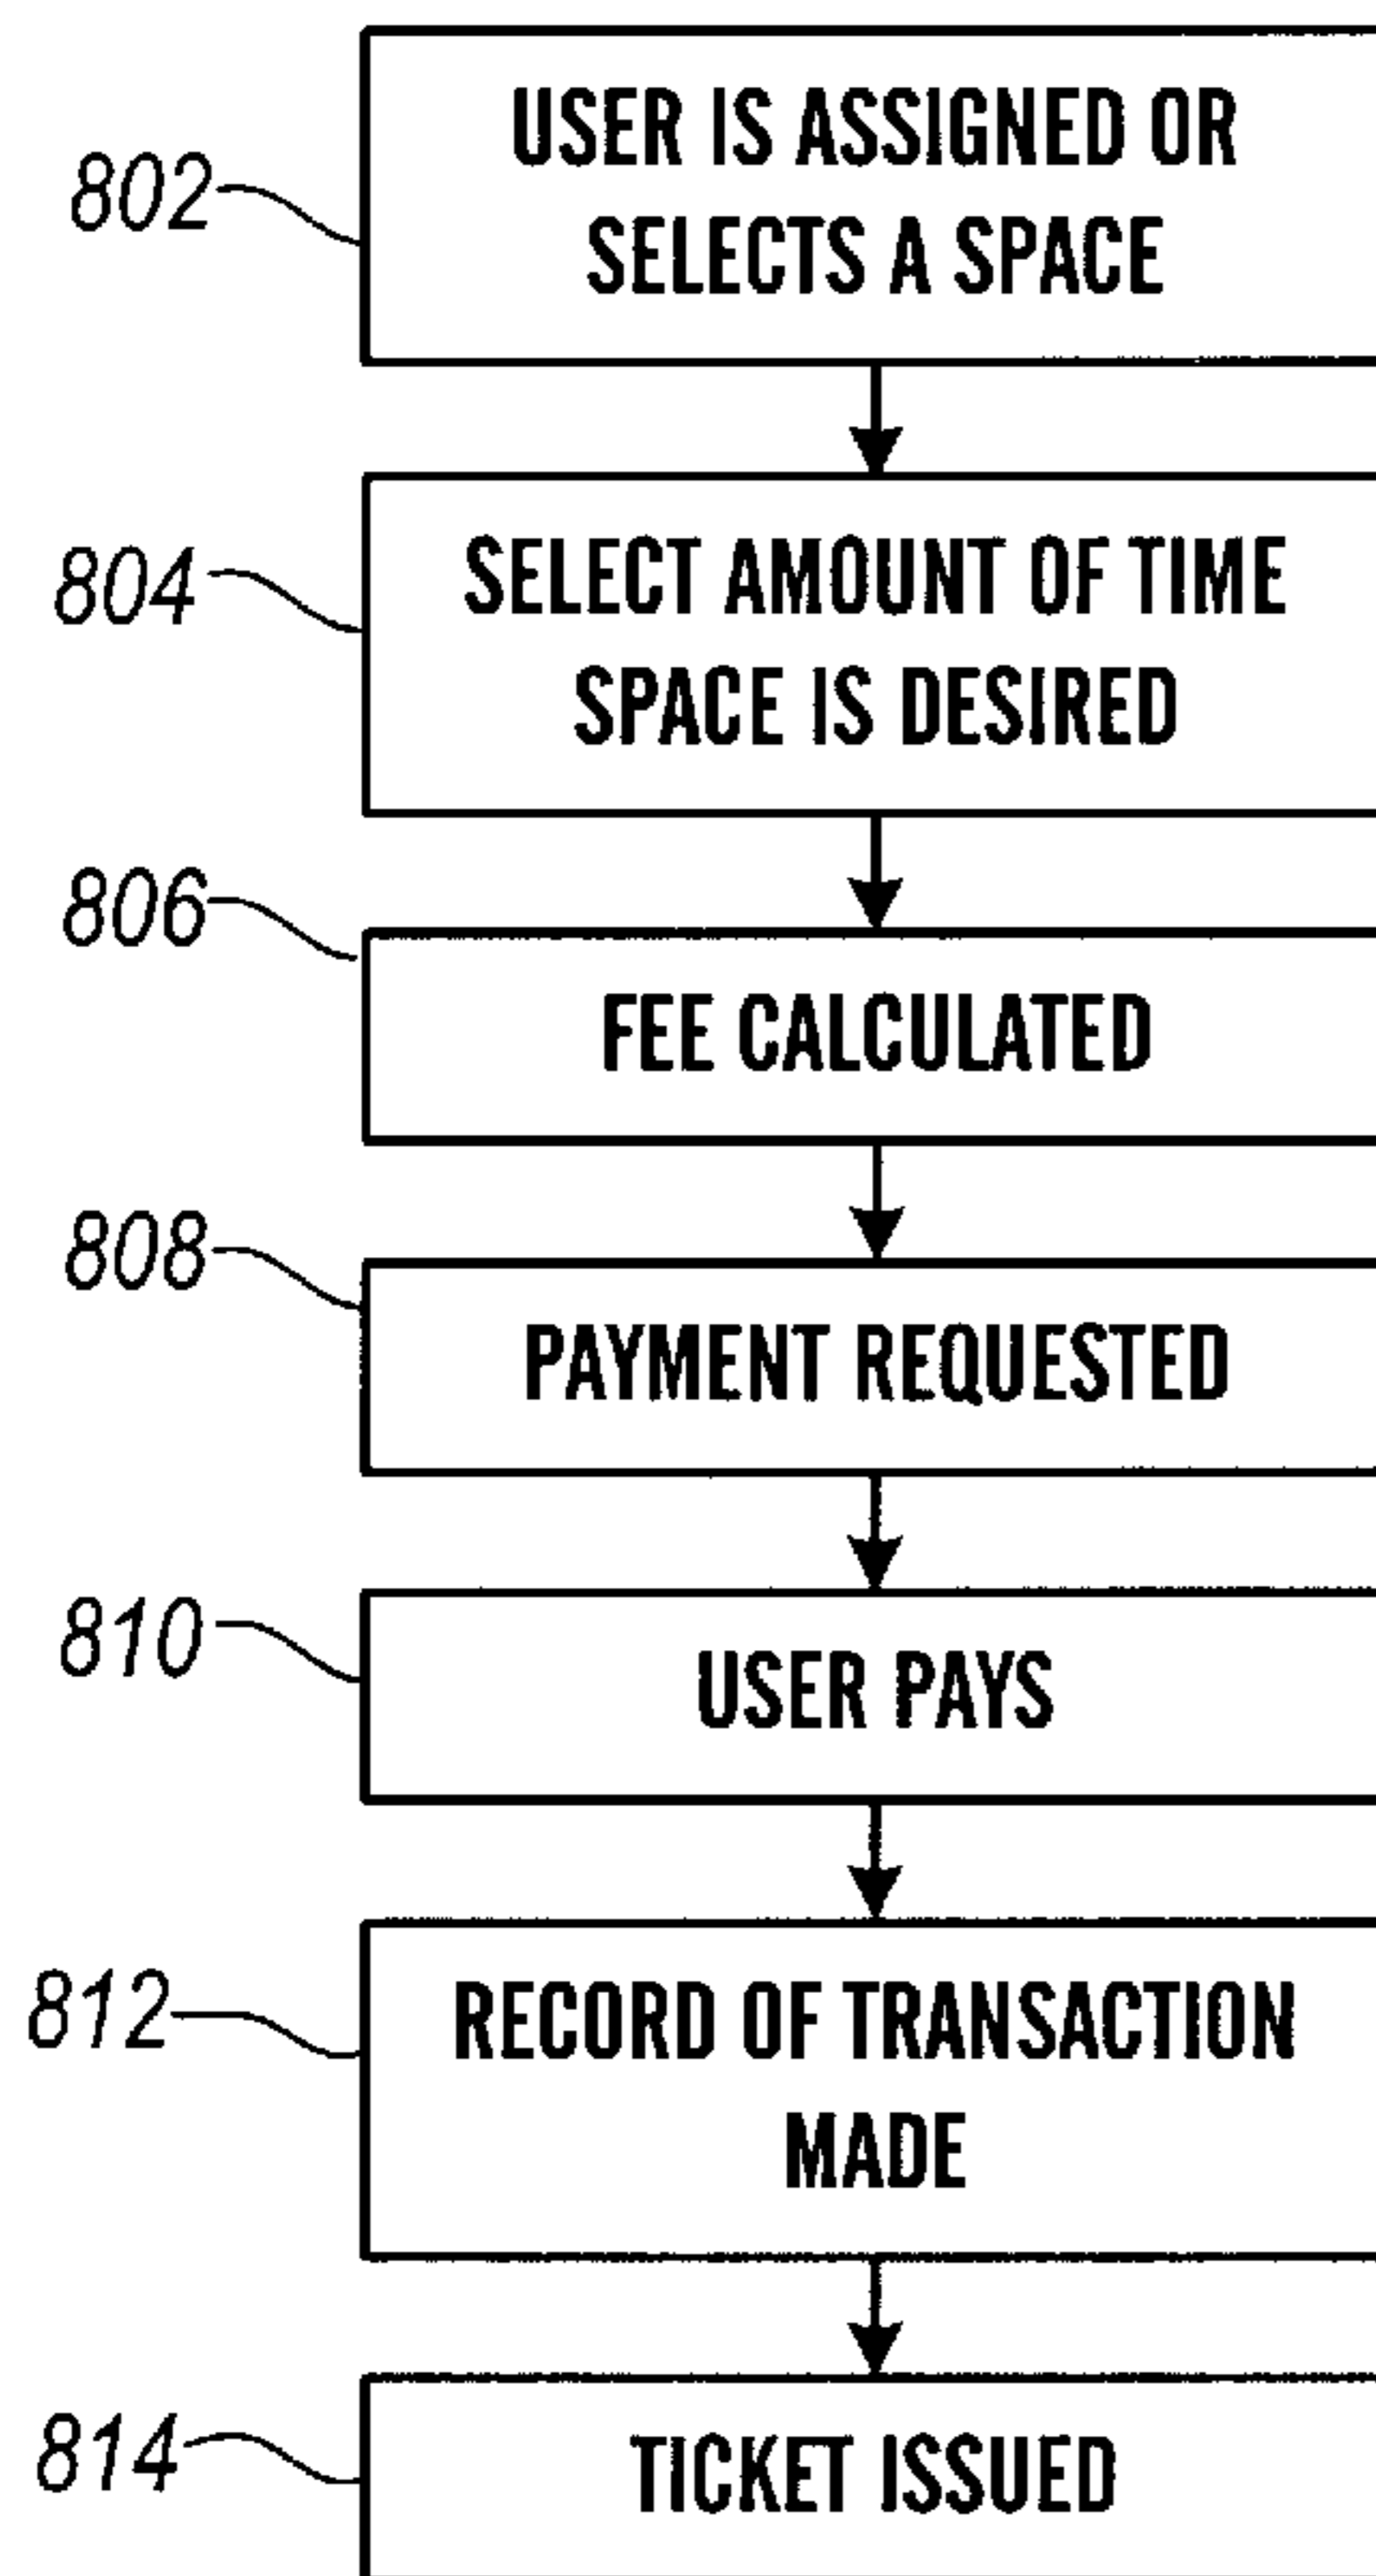 802
USER IS ASSIGNED OR
SELECTS A SPACE
804
SELECT AMOUNT OF TIME
SPACE IS DESIRED
806
FEE CALCULATED
808
PAYMENT REQUESTED
810
USER PAYS
812
RECORD OF TRANSACTION
MADE
814
TICKET ISSUED